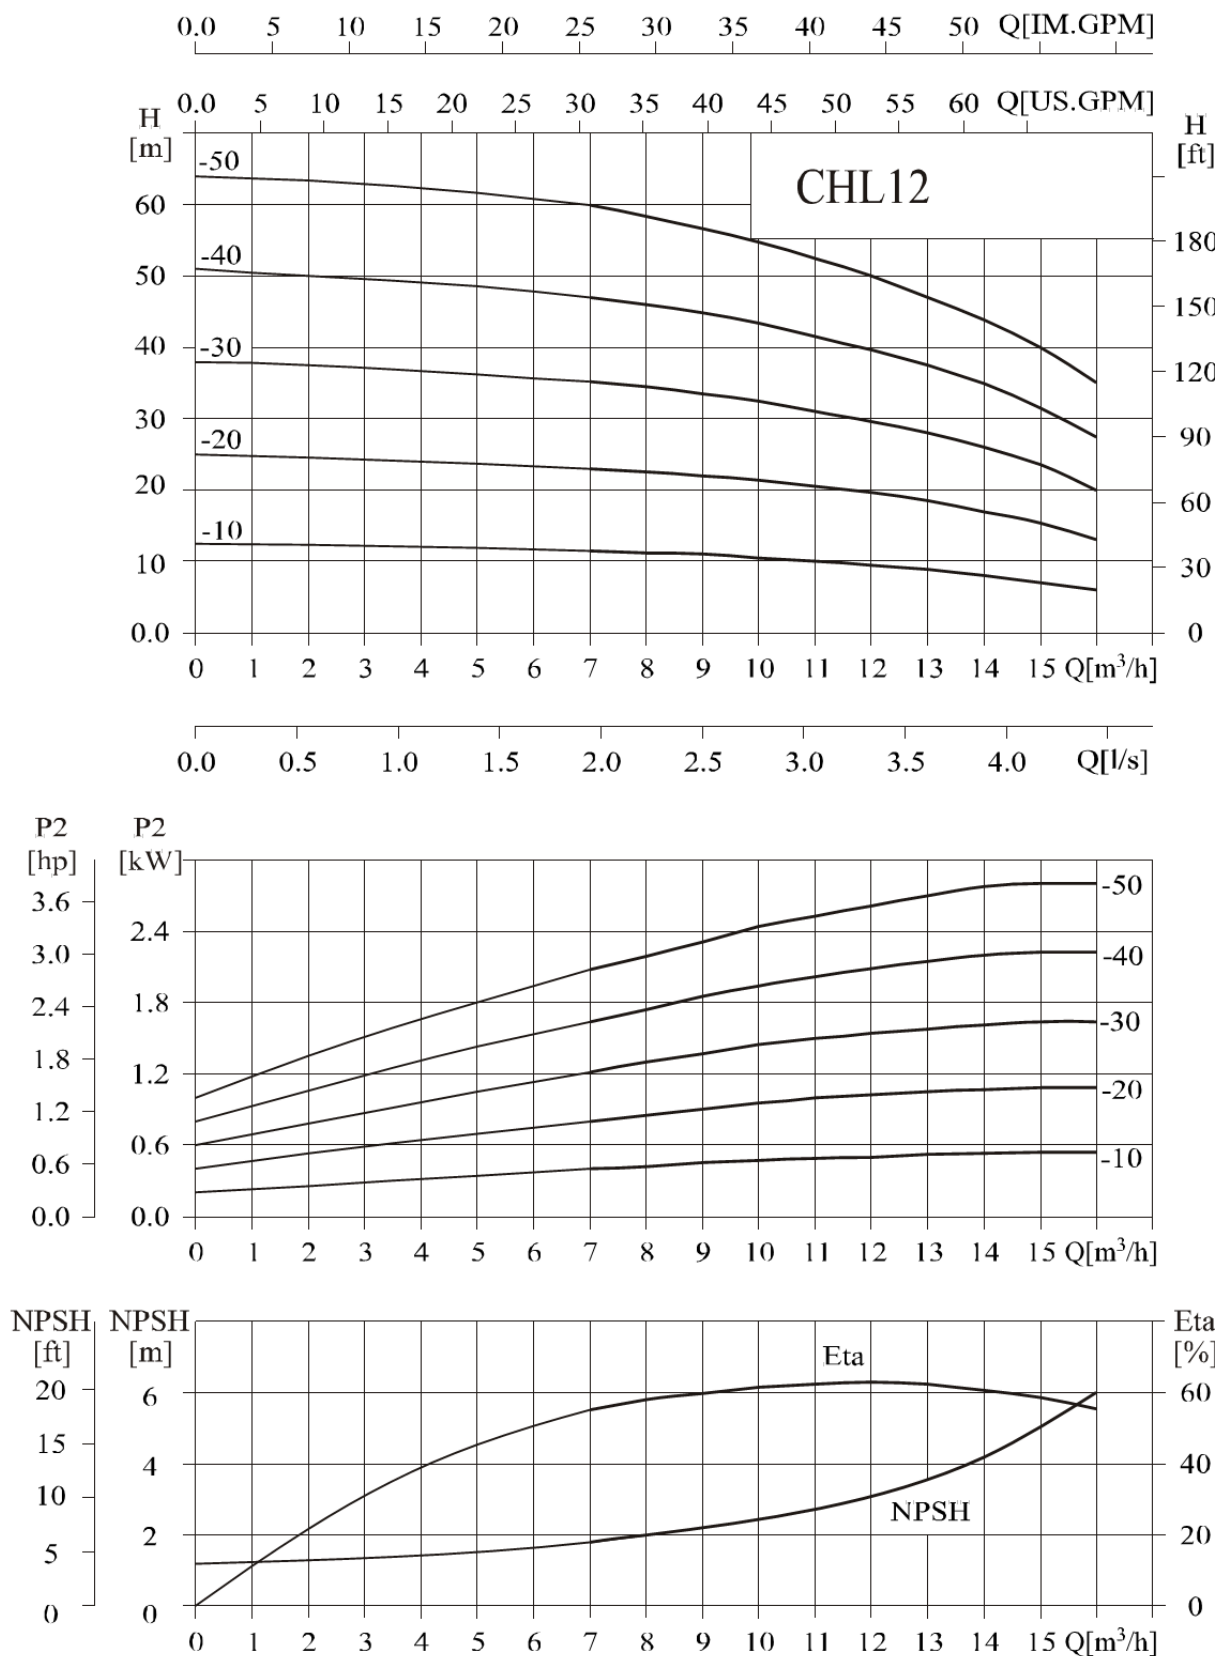 0.0 5 10 15 20 25 30 35 40 45 50 Q[IM.GPM]
0.0 5 10 15 20 25 30 35 40 45 50 55 60 Q[US.GPM]
H
[m]
H
[ft]
CHL12
-50
60
180
-40
50
150
-30
40
120
-20
30
90
20
60
-10
10
30
0.0
0
0 1 2 3 4 5 6 7 8 9 10 11 12 13 14 15 Q[m³/h]
0.0 0.5 1.0 1.5 2.0 2.5 3.0 3.5 4.0 Q[l/s]
P2
[hp]
P2
[kW]
3.6
3.0
2.4
1.8
1.2
0.6
0.0
2.4
1.8
1.2
0.6
0.0
-50
-40
-30
-20
-10
0 1 2 3 4 5 6 7 8 9 10 11 12 13 14 15 Q[m³/h]
NPSH
[ft]
NPSH
[m]
Eta
[%]
20
15
10
5
0
6
4
2
0
Eta
NPSH
60
40
20
0
0 1 2 3 4 5 6 7 8 9 10 11 12 13 14 15 Q[m³/h]